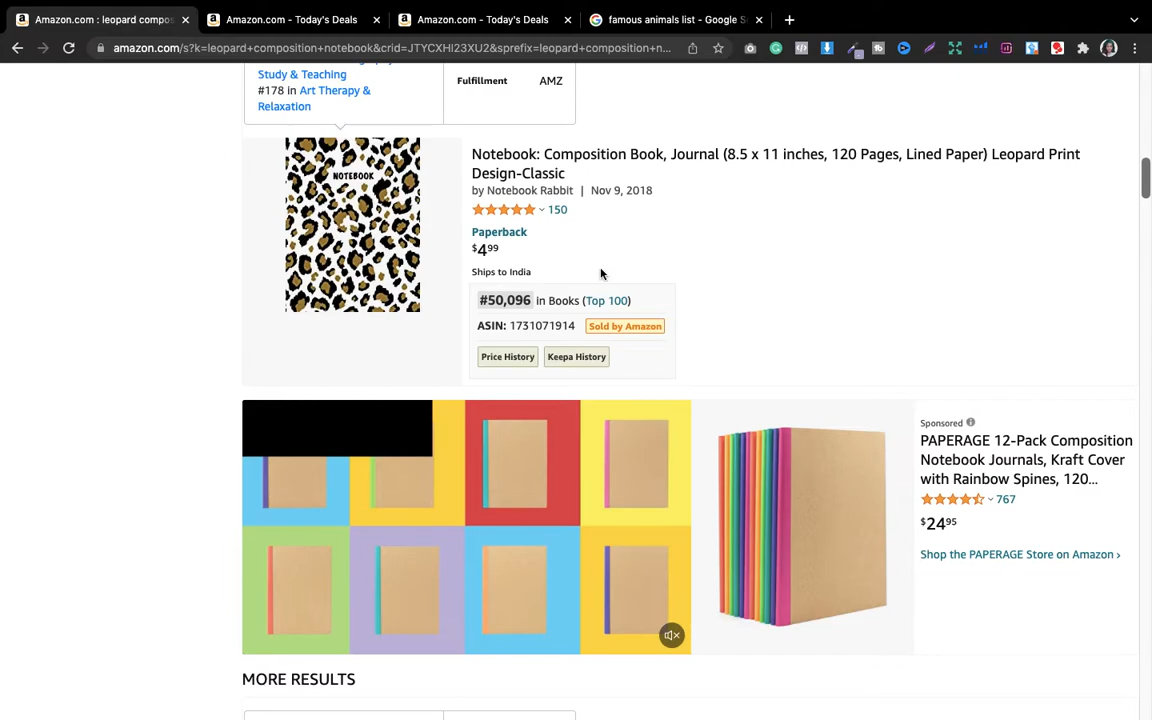 Amazon.com : leopard compos
Amazon.com - Today's Deals
Amazon.com - Today's Deals
famous animals list - Google S
amazon.com/s?k=leopard+composition+notebook&crid=JTYCXHI23XU2&sprefix=leopard+composition+n...
Study & Teaching
#178 in Art Therapy &
Relaxation
Fulfillment AMZ
NOTEBOOK
Notebook: Composition Book, Journal (8.5 x 11 inches, 120 Pages, Lined Paper) Leopard Print
Design-Classic
by Notebook Rabbit | Nov 9, 2018
150
Paperback
$4.99
Ships to India
#50,096 in Books (Top 100)
ASIN: 1731071914 Sold by Amazon
Price History Keepa History
Sponsored
PAPERAGE 12-Pack Composition
Notebook Journals, Kraft Cover
with Rainbow Spines, 120...
767
$24.95
Shop the PAPERAGE Store on Amazon ›
MORE RESULTS